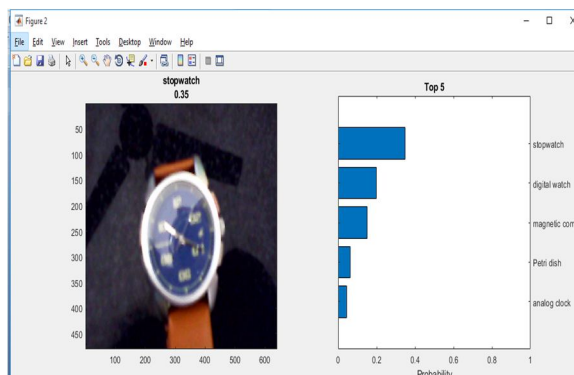 Figure 2
File Edit View Insert Tools Desktop Window Help
stopwatch
0.35
50
100
150
200
250
300
350
400
450
100 200 300 400 500 600
Top 5
stopwatch
digital watch
magnetic com
Petri dish
analog clock
0 0.2 0.4 0.6 0.8 1
Probability